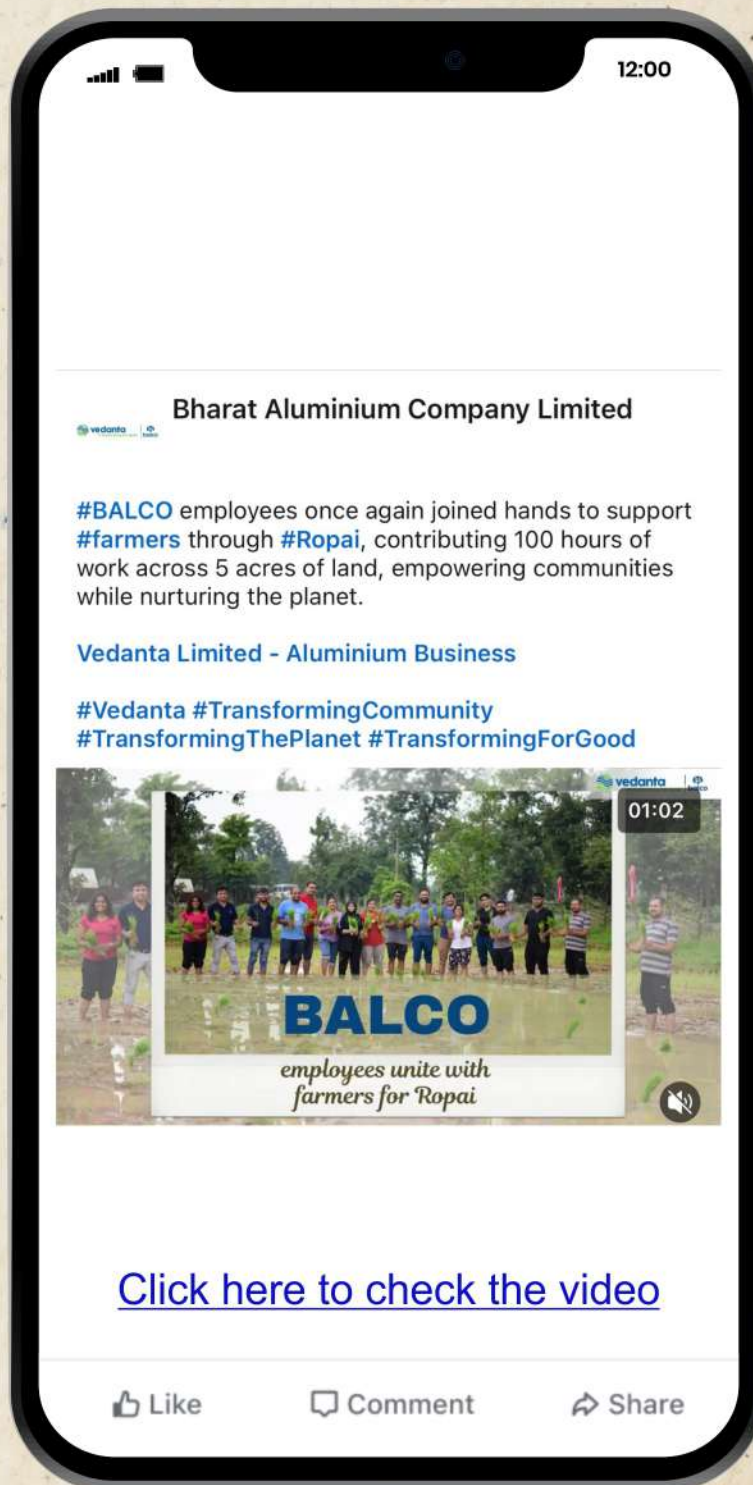 12:00
vedanta
balco
Bharat Aluminium Company Limited
#BALCO employees once again joined hands to support
#farmers through #Ropai, contributing 100 hours of
work across 5 acres of land, empowering communities
while nurturing the planet.
Vedanta Limited - Aluminium Business
#Vedanta #TransformingCommunity
#TransformingThePlanet #TransformingForGood
vedanta
balco
01:02
BALCO
employees unite with
farmers for Ropai
Click here to check the video
Like
Comment
Share